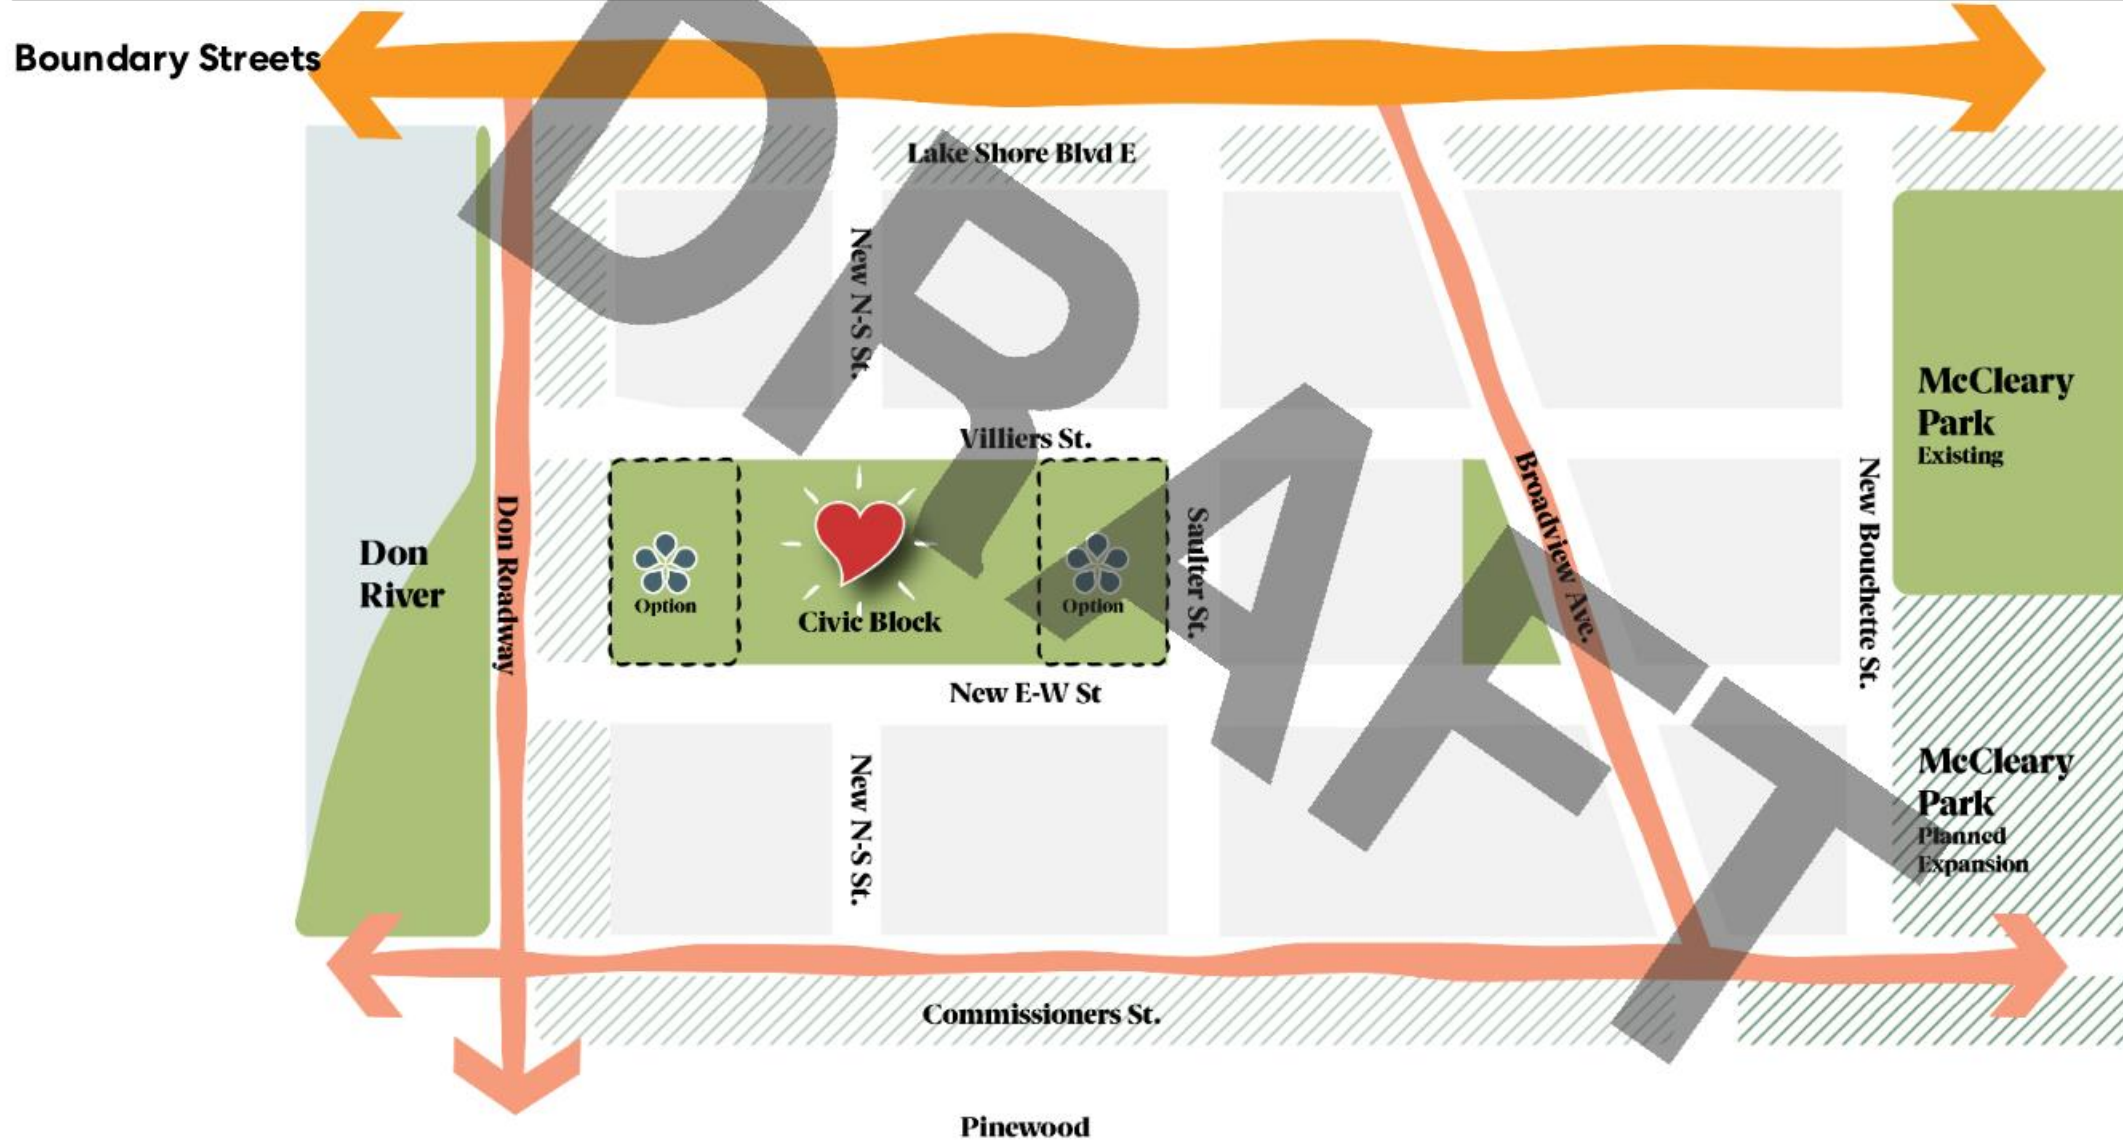 Boundary Streets
Lake Shore Blvd E
New N-S St.
McCleary
Park
Existing
Villiers St.
Don Roadway
Don
River
Option
Civic Block
Option
Saulter St.
Broadview Ave.
New Bouchette St.
New E-W St
New N-S St.
McCleary
Park
Planned
Expansion
Commissioners St.
Pinewood
DRAFT